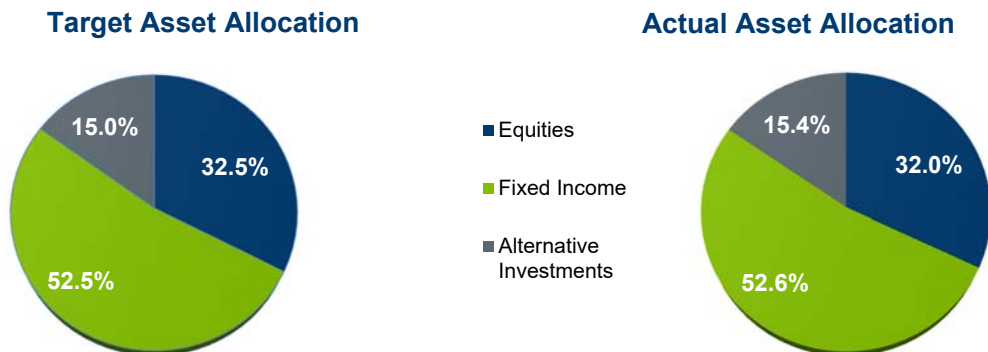 Target Asset Allocation
15.0%
32.5%
52.5%
Equities
Fixed Income
Alternative
Investments
Actual Asset Allocation
15.4%
32.0%
52.6%